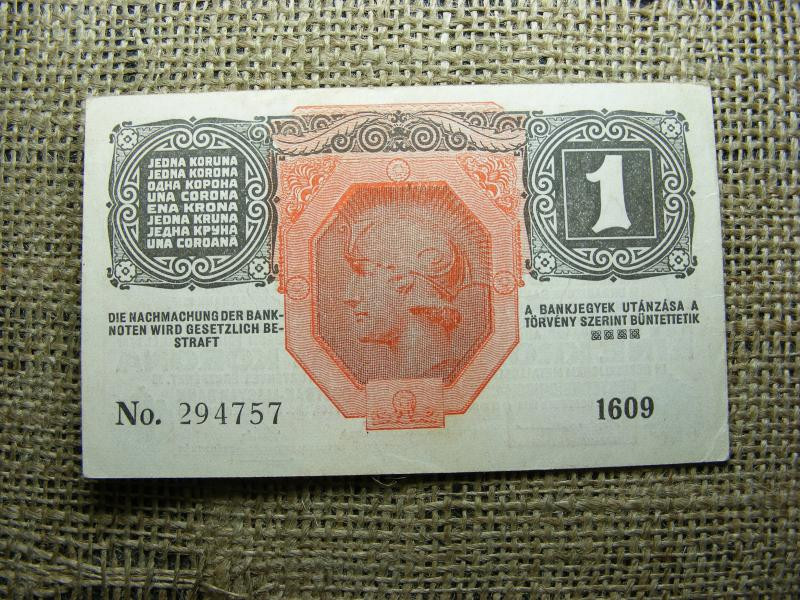 JEDNA KORUNA
JEDNA KORONA
ОДНА КОРОНА
UNA CORONA
ENA KRONA
JEDNA KRUNA
ЈЕДНА КРУНА
UNA COROANĂ
1
DIE NACHMACHUNG DER BANK-
NOTEN WIRD GESETZLICH BE-
STRAFT
A BANKJEGYEK UTÁNZÁSA A
TÖRVÉNY SZERINT BÜNTETTETIK
No. 294757
1609